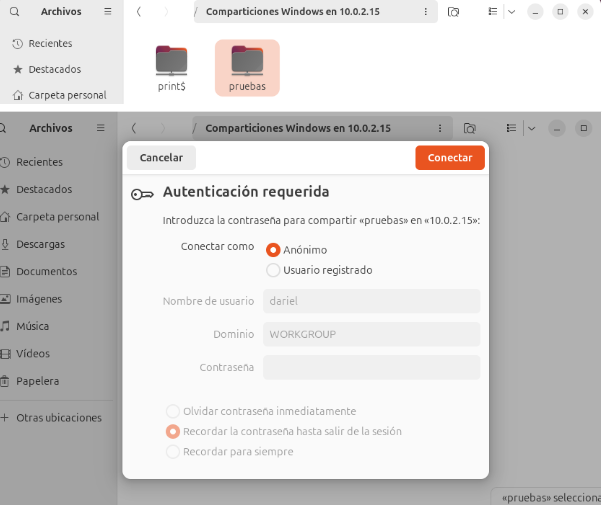 Archivos
/ Comparticiones Windows en 10.0.2.15
Recientes
Destacados
Carpeta personal
print$
pruebas
Archivos
/ Comparticiones Windows en 10.0.2.15
Recientes
Destacados
Carpeta personal
Descargas
Documentos
Imágenes
Música
Vídeos
Papelera
Otras ubicaciones
Cancelar
Conectar
Autenticación requerida
Introduzca la contraseña para compartir «pruebas» en «10.0.2.15»:
Conectar como
Anónimo
Usuario registrado
Nombre de usuario
dariel
Dominio
WORKGROUP
Contraseña
Olvidar contraseña inmediatamente
Recordar la contraseña hasta salir de la sesión
Recordar para siempre
«pruebas» selecciona